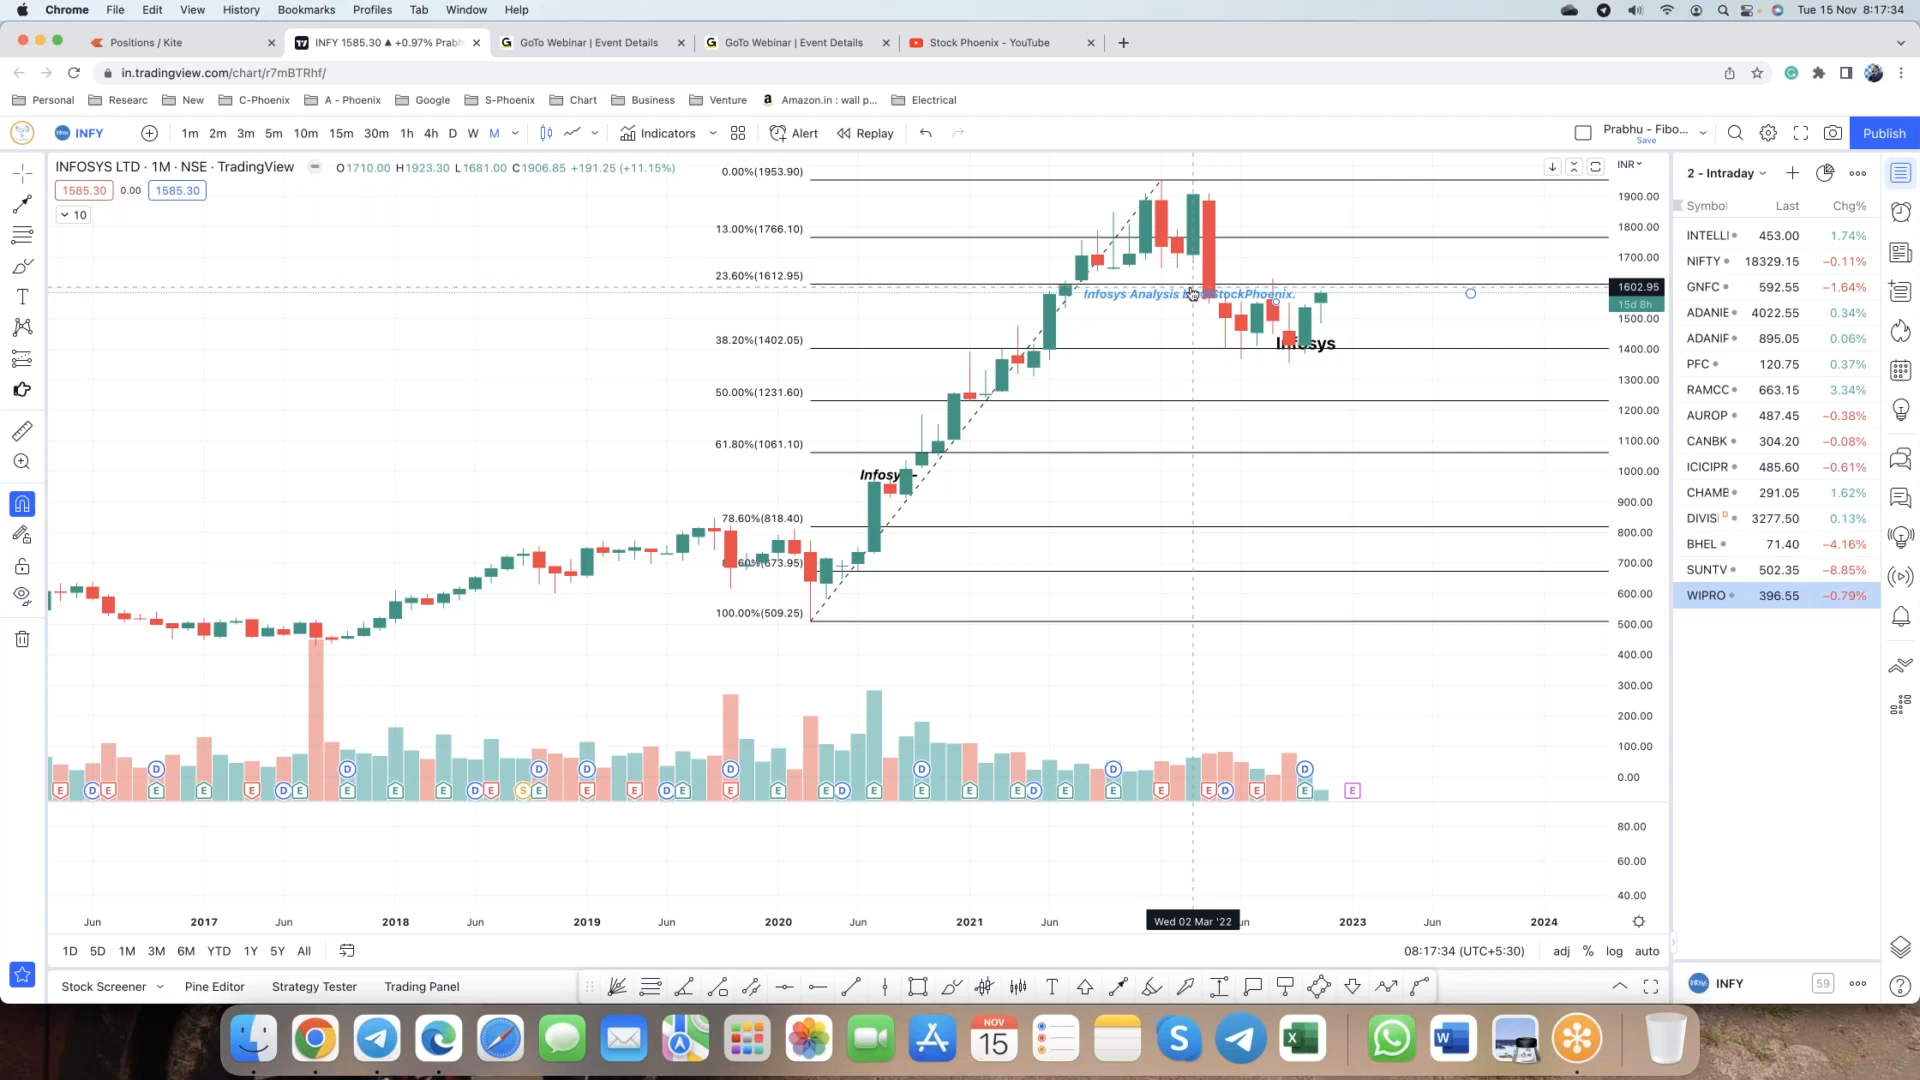 Chrome File Edit View History Bookmarks Profiles Tab Window Help Tue 15 Nov 8:17:34
Positions / Kite INFY 1585.30 ▲ +0.97% Prabh GoTo Webinar | Event Details GoTo Webinar | Event Details Stock Phoenix - YouTube
in.tradingview.com/chart/r7mBTRhf/
Personal Researc New C-Phoenix A - Phoenix Google S-Phoenix Chart Business Venture Amazon.in : wall p... Electrical
INFY 1m 2m 3m 5m 10m 15m 30m 1h 4h D W M Indicators Alert Replay Prabhu - Fibo... Publish
Save
INFOSYS LTD · 1M · NSE · TradingView O1710.00 H1923.30 L1681.00 C1906.85 +191.25 (+11.15%)
1585.30 0.00 1585.30
10
INR
0.00%(1953.90)
13.00%(1766.10)
23.60%(1612.95)
38.20%(1402.05)
50.00%(1231.60)
61.80%(1061.10)
78.60%(818.40)
100.00%(509.25)
Infosys Analysis
StockPhoenix.
Infosys
1900.00
1800.00
1700.00
1602.95
15d 8h
1500.00
1400.00
1300.00
1200.00
1100.00
1000.00
900.00
800.00
700.00
600.00
500.00
400.00
300.00
200.00
100.00
0.00
80.00
60.00
40.00
Jun 2017 Jun 2018 Jun 2019 Jun 2020 Jun 2021 Jun Wed 02 Mar '22 un 2023 Jun 2024
1D 5D 1M 3M 6M YTD 1Y 5Y All 08:17:34 (UTC+5:30) adj % log auto
Stock Screener Pine Editor Strategy Tester Trading Panel
2 - Intraday
Symbol Last Chg%
INTELLI 453.00 1.74%
NIFTY 18329.15 −0.11%
GNFC 592.55 −1.64%
ADANIE 4022.55 0.34%
ADANIF 895.05 0.06%
PFC 120.75 0.37%
RAMCC 663.15 3.34%
AUROP 487.45 −0.38%
CANBK 304.20 −0.08%
ICICIPR 485.60 −0.61%
CHAMB 291.05 1.62%
DIVISI D 3277.50 0.13%
BHEL 71.40 −4.16%
SUNTV 502.35 −8.85%
WIPRO 396.55 −0.79%
INFY 59
NOV
15